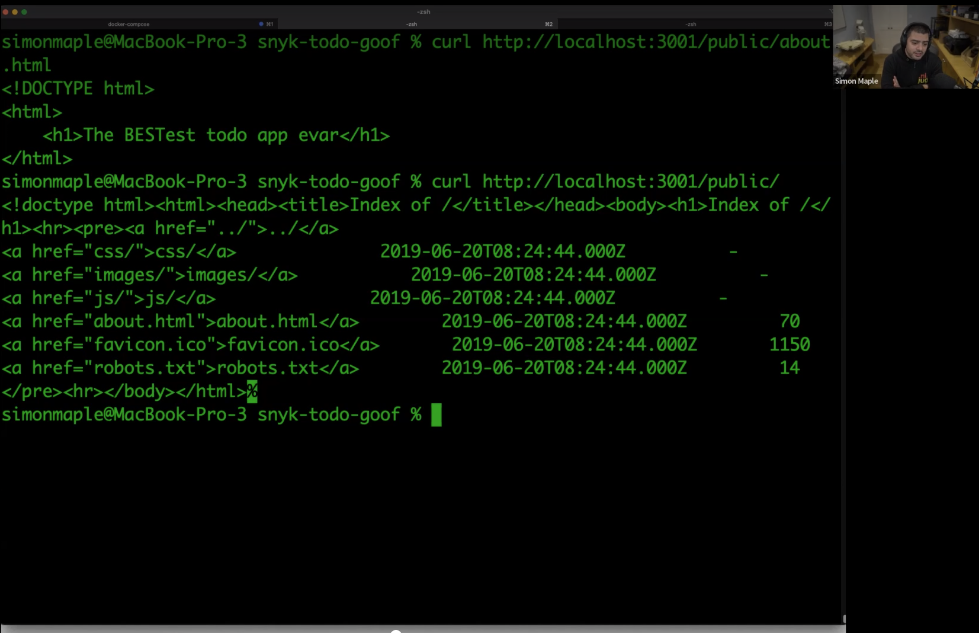 -zsh
docker-compose ⌘1 -zsh ⌘2 -zsh ⌘3
simonmaple@MacBook-Pro-3 snyk-todo-goof % curl http://localhost:3001/public/about
.html
<!DOCTYPE html>
<html>
    <h1>The BESTest todo app evar</h1>
</html>
simonmaple@MacBook-Pro-3 snyk-todo-goof % curl http://localhost:3001/public/
<!doctype html><html><head><title>Index of /</title></head><body><h1>Index of /</
h1><hr><pre><a href="../">../</a>
<a href="css/">css/</a>              2019-06-20T08:24:44.000Z          -
<a href="images/">images/</a>           2019-06-20T08:24:44.000Z          -
<a href="js/">js/</a>               2019-06-20T08:24:44.000Z          -
<a href="about.html">about.html</a>        2019-06-20T08:24:44.000Z         70
<a href="favicon.ico">favicon.ico</a>       2019-06-20T08:24:44.000Z       1150
<a href="robots.txt">robots.txt</a>        2019-06-20T08:24:44.000Z         14
</pre><hr></body></html>%
simonmaple@MacBook-Pro-3 snyk-todo-goof %
Simon Maple